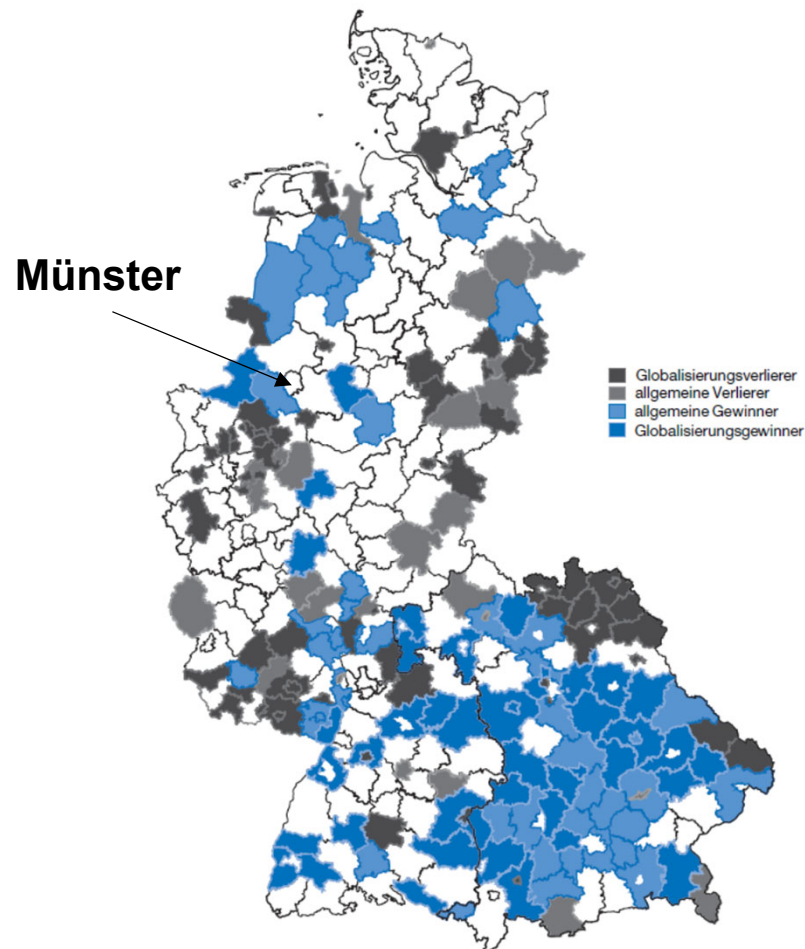 Münster
Globalisierungsverlierer
allgemeine Verlierer
allgemeine Gewinner
Globalisierungsgewinner